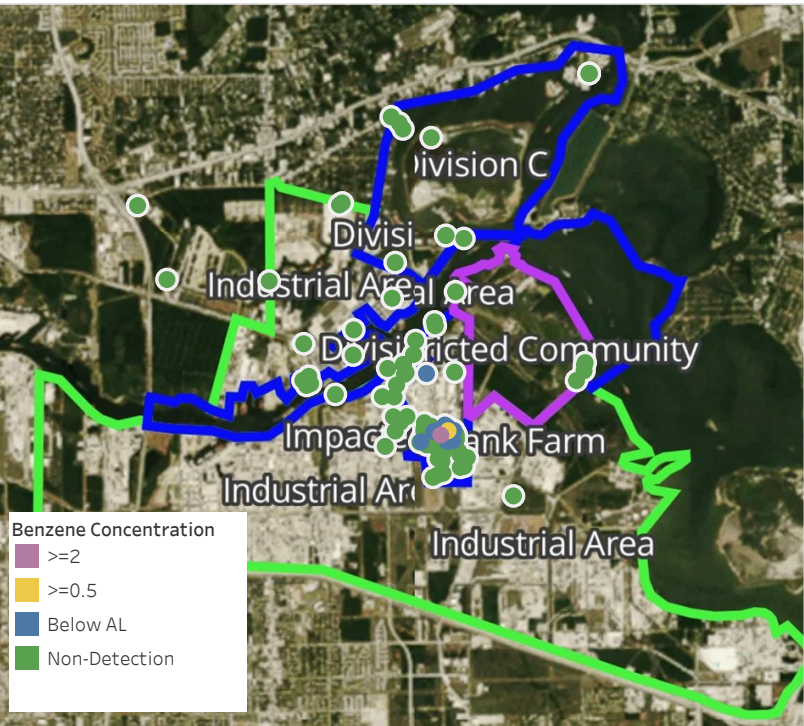 Division C
Divisi
Industrial Area
al Area
Divisi
ricted Community
Impac
ank Farm
Industrial Are
Industrial Area
Benzene Concentration
>=2
>=0.5
Below AL
Non-Detection